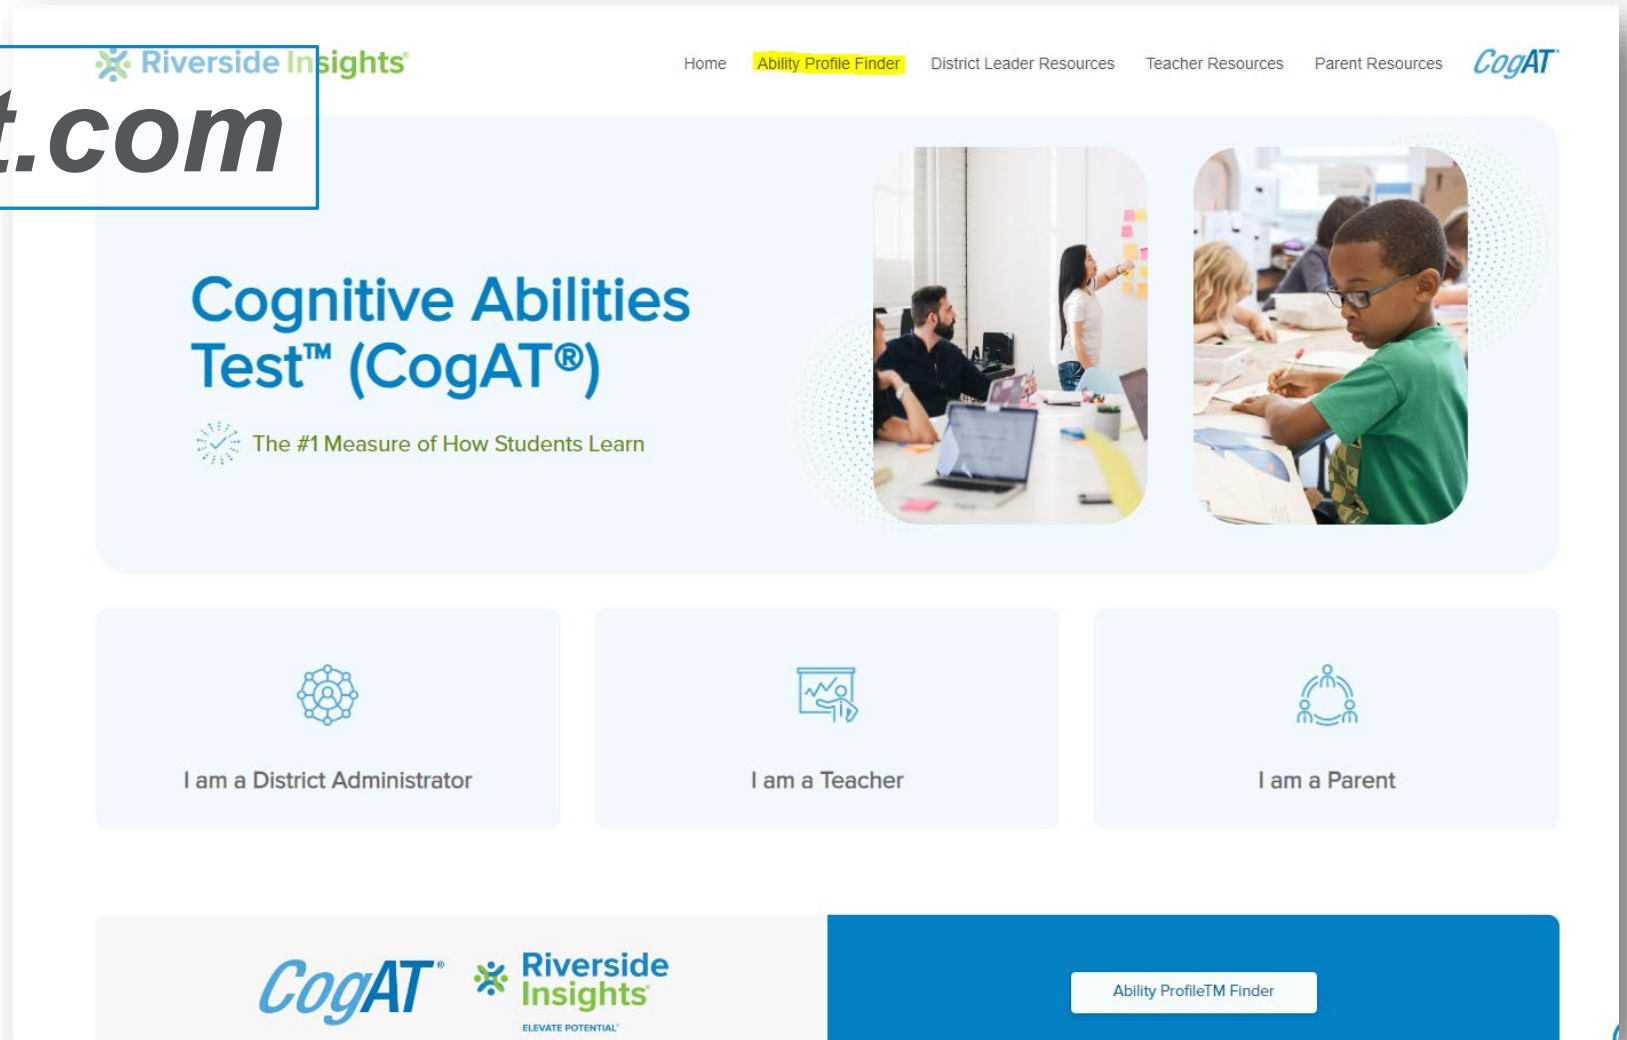 Riverside Insights®
Home Ability Profile Finder District Leader Resources Teacher Resources Parent Resources CogAT®
t.com
Cognitive Abilities
Test™ (CogAT®)
The #1 Measure of How Students Learn
I am a District Administrator
I am a Teacher
I am a Parent
CogAT®
Riverside
Insights®
ELEVATE POTENTIAL®
Ability ProfileTM Finder